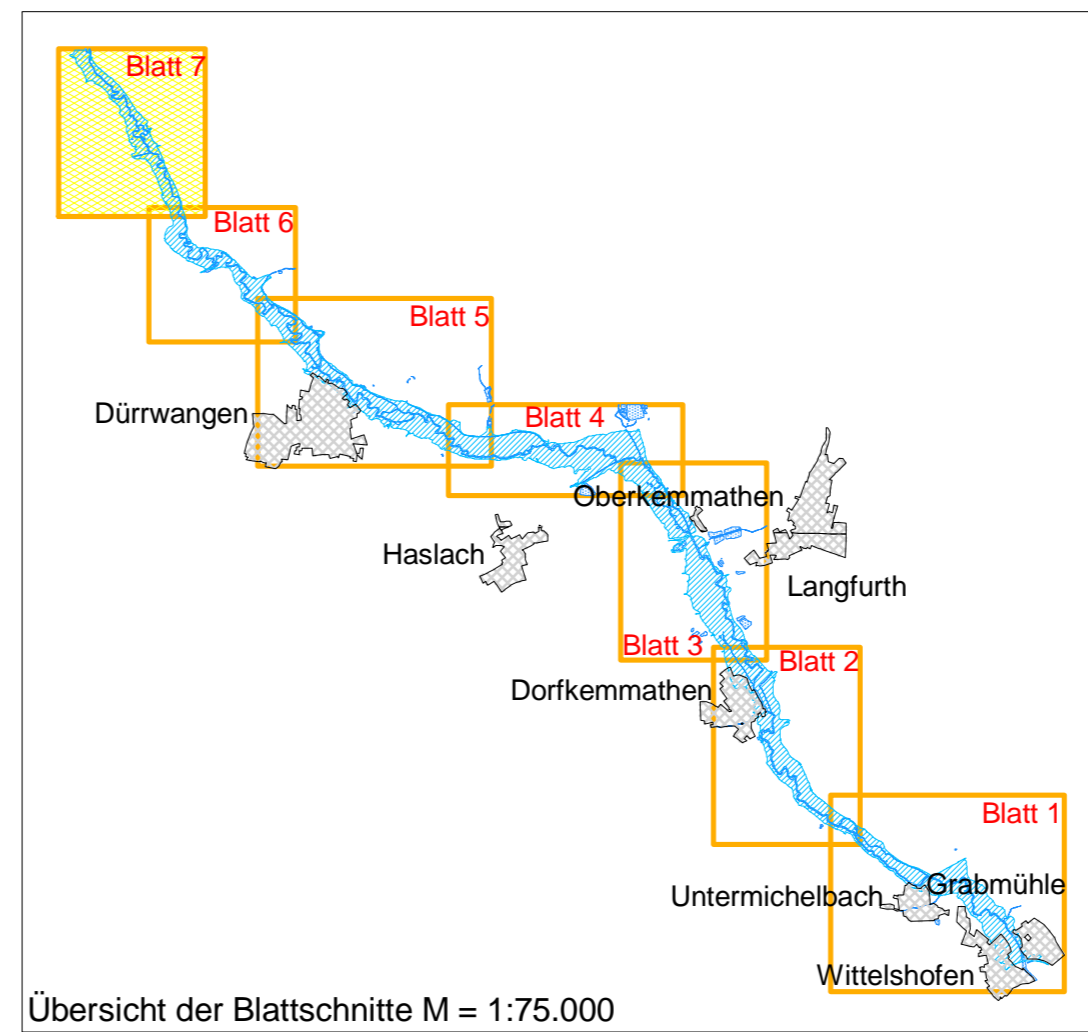 Blatt 7
Blatt 6
Blatt 5
Dürrwangen
Blatt 4
Oberkemmathen
Haslach
Langfurth
Blatt 3
Blatt 2
Dorfkemmathen
Blatt 1
Untermichelbach
Grabmühle
Wittelshofen
Übersicht der Blattschnitte M = 1:75.000